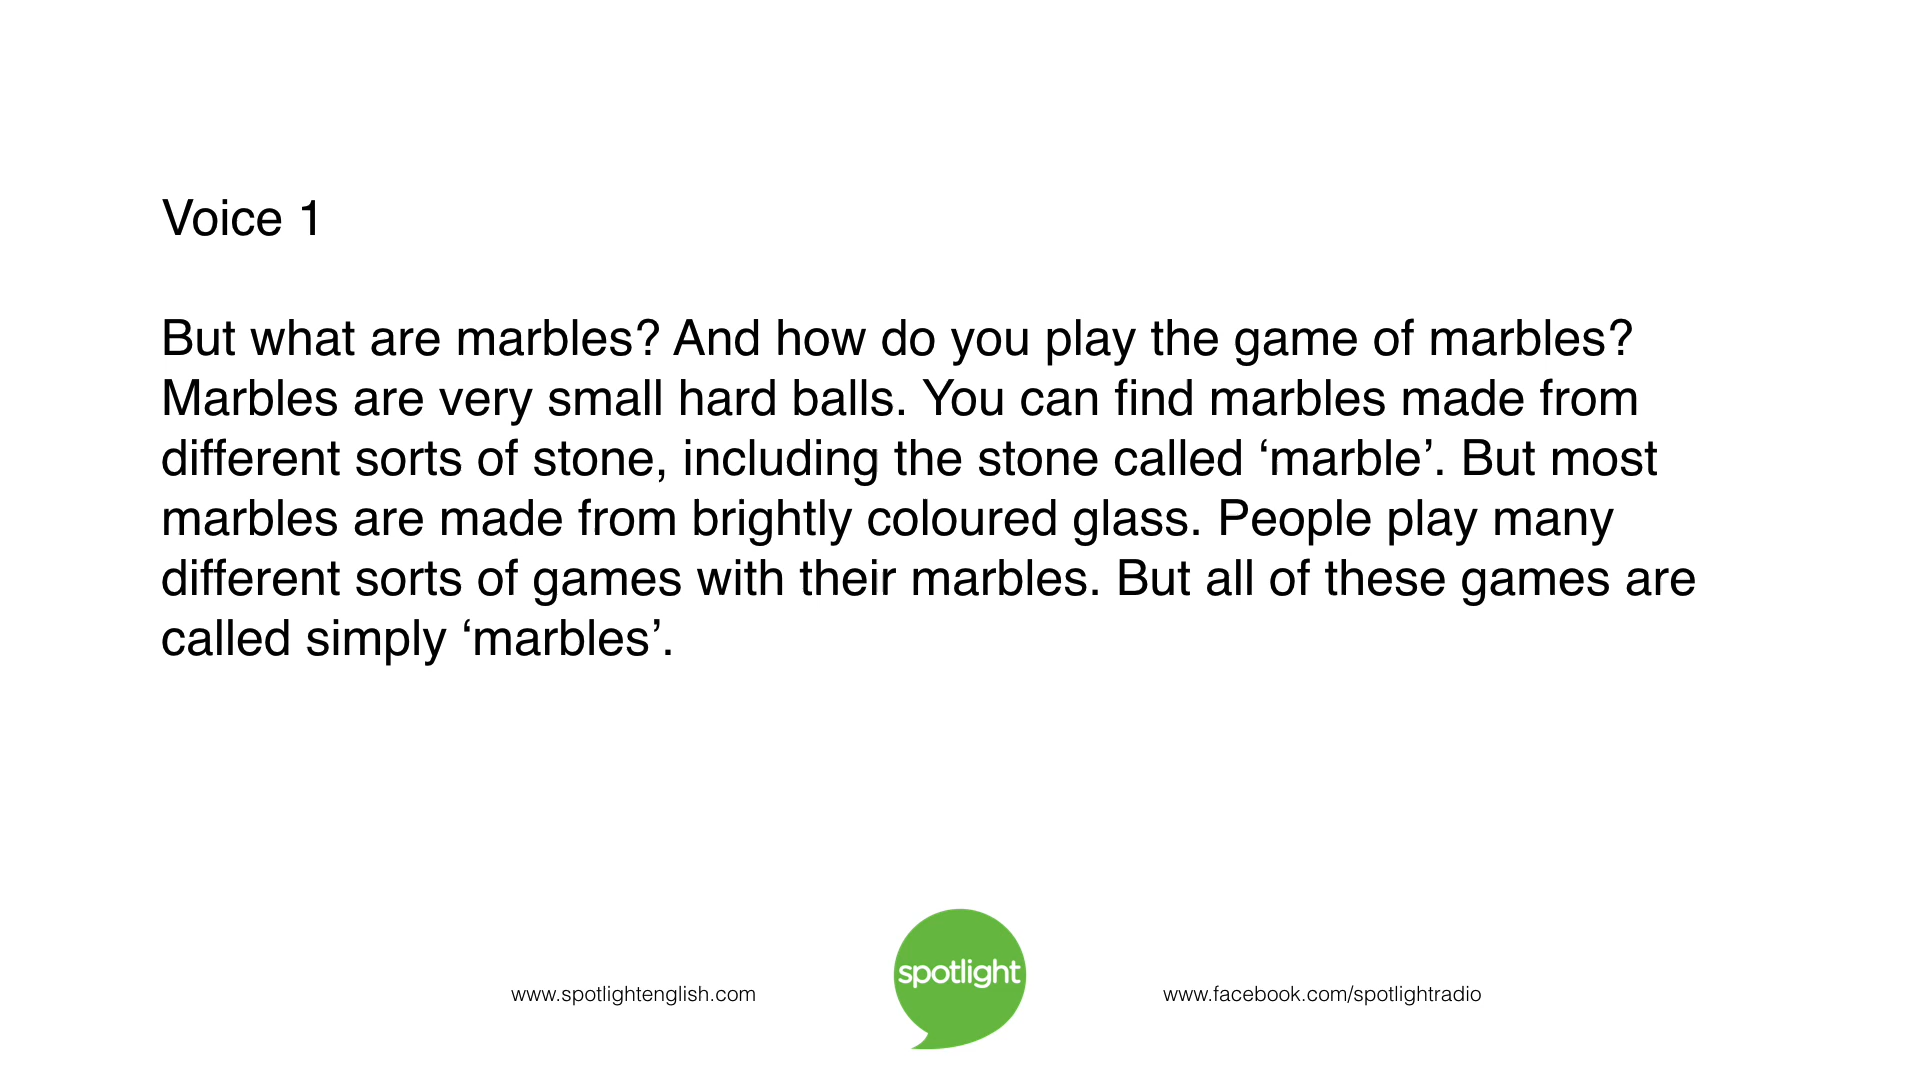 Voice 1
But what are marbles? And how do you play the game of marbles?
Marbles are very small hard balls. You can find marbles made from
different sorts of stone, including the stone called ‘marble’. But most
marbles are made from brightly coloured glass. People play many
different sorts of games with their marbles. But all of these games are
called simply ‘marbles’.
spotlight
www.spotlightenglish.com
www.facebook.com/spotlightradio